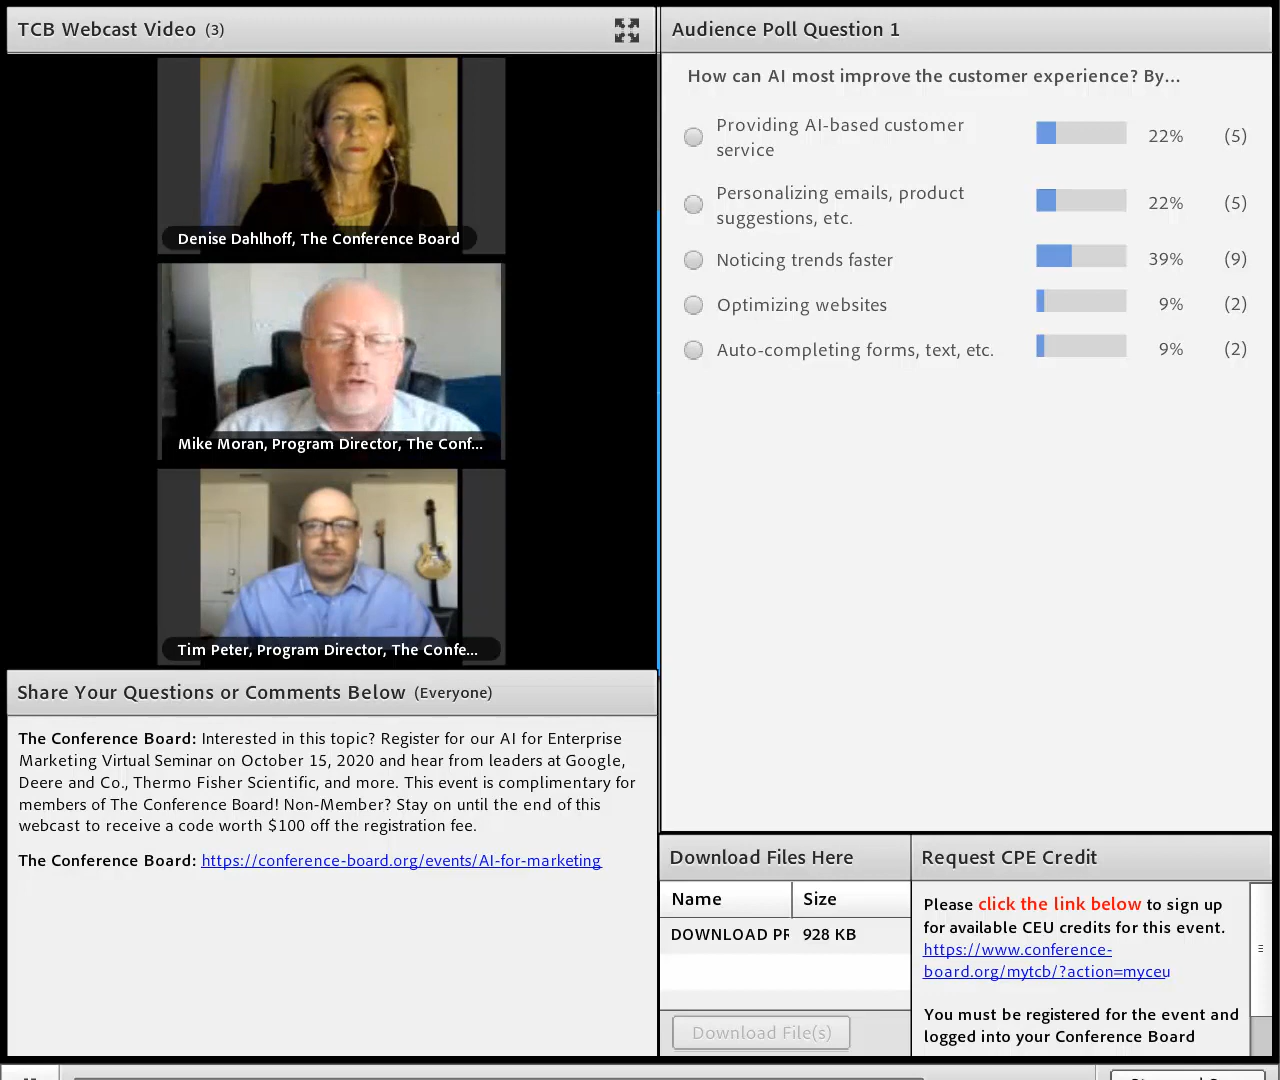 TCB Webcast Video (3)
Denise Dahlhoff, The Conference Board
Mike Moran, Program Director, The Conf...
Tim Peter, Program Director, The Confe...
Share Your Questions or Comments Below (Everyone)
The Conference Board: Interested in this topic? Register for our AI for Enterprise
Marketing Virtual Seminar on October 15, 2020 and hear from leaders at Google,
Deere and Co., Thermo Fisher Scientific, and more. This event is complimentary for
members of The Conference Board! Non-Member? Stay on until the end of this
webcast to receive a code worth $100 off the registration fee.
The Conference Board: https://conference-board.org/events/AI-for-marketing
Audience Poll Question 1
How can AI most improve the customer experience? By...
Providing AI-based customer
service
22% (5)
Personalizing emails, product
suggestions, etc.
22% (5)
Noticing trends faster 39% (9)
Optimizing websites 9% (2)
Auto-completing forms, text, etc. 9% (2)
Download Files Here
Name Size
DOWNLOAD PR 928 KB
Download File(s)
Request CPE Credit
Please click the link below to sign up
for available CEU credits for this event.
https://www.conference-
board.org/mytcb/?action=myceu
You must be registered for the event and
logged into your Conference Board